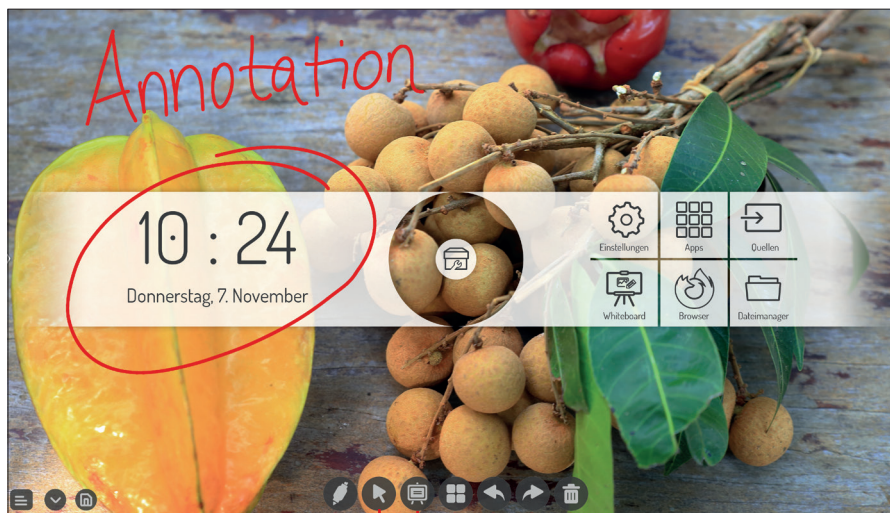 Annotation
10 : 24
Donnerstag, 7. November
Einstellungen
Apps
Quellen
Whiteboard
Browser
Dateimanager